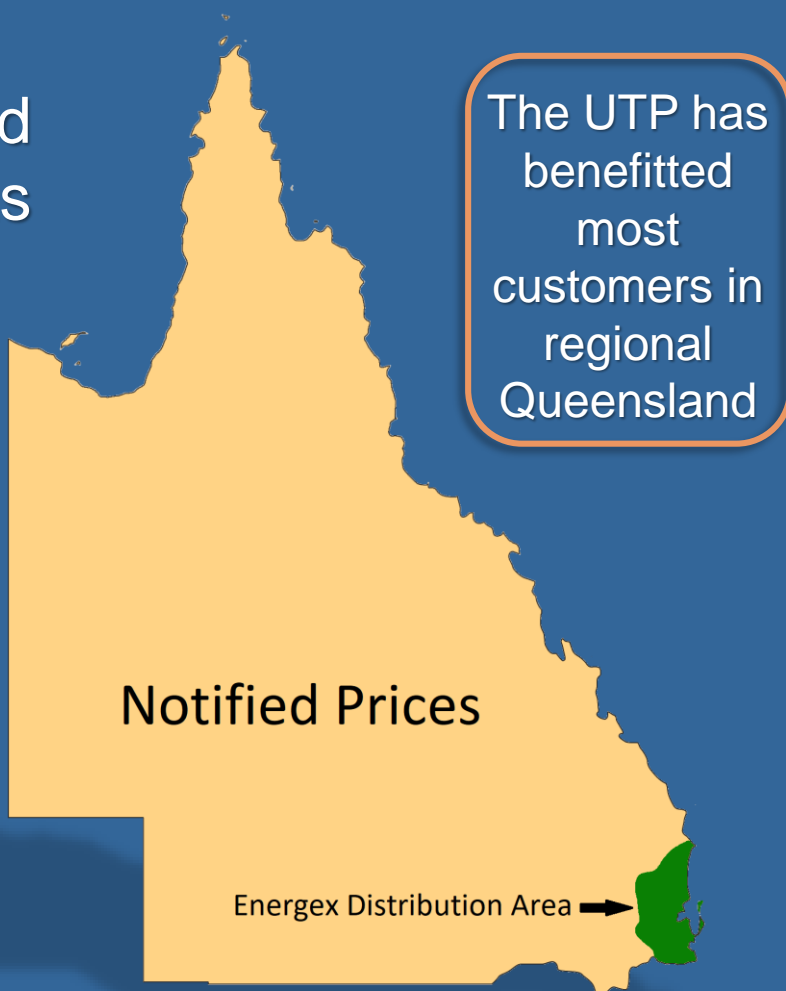 The UTP has
benefitted
most
customers in
regional
Queensland
Notified Prices
Energex Distribution Area